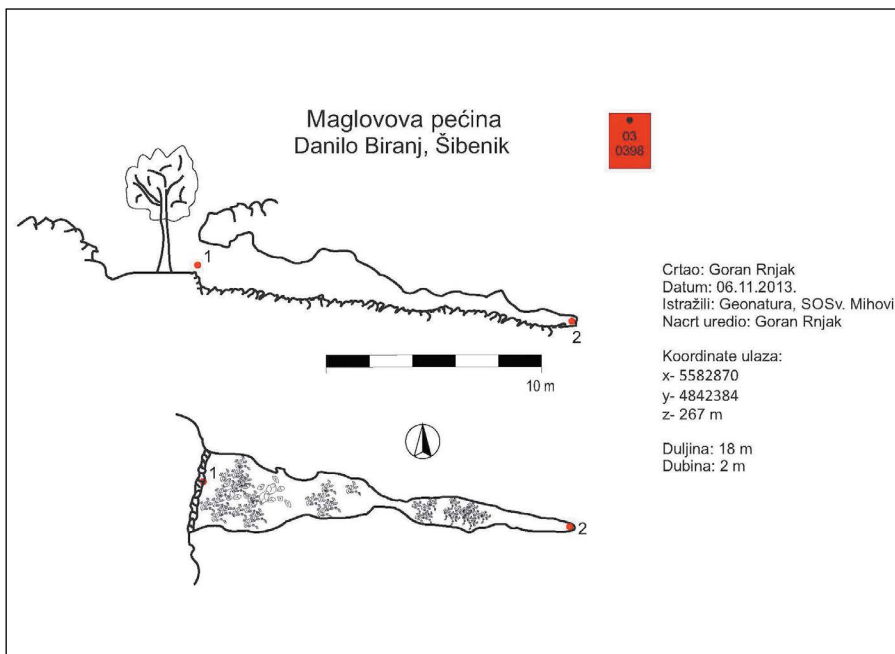 Maglovova pećina
Danilo Biranj, Šibenik
03
0398
1
2
10 m
Crtao: Goran Rnjak
Datum: 06.11.2013.
Istražili: Geonatura, SOSv. Mihovi
Nacrt uredio: Goran Rnjak
Koordinate ulaza:
x- 5582870
y- 4842384
z- 267 m
Duljina: 18 m
Dubina: 2 m
1
2